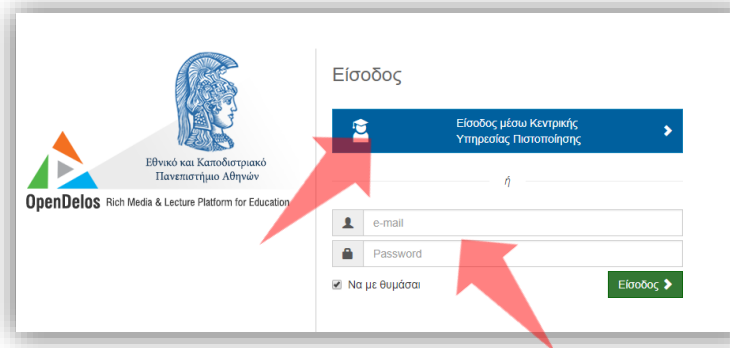 Εθνικό και Καποδιστριακό
Πανεπιστήμιο Αθηνών
OpenDelos Rich Media & Lecture Platform for Education
Είσοδος
Είσοδος μέσω Κεντρικής
Υπηρεσίας Πιστοποίησης
ή
e-mail
Password
Να με θυμάσαι
Είσοδος